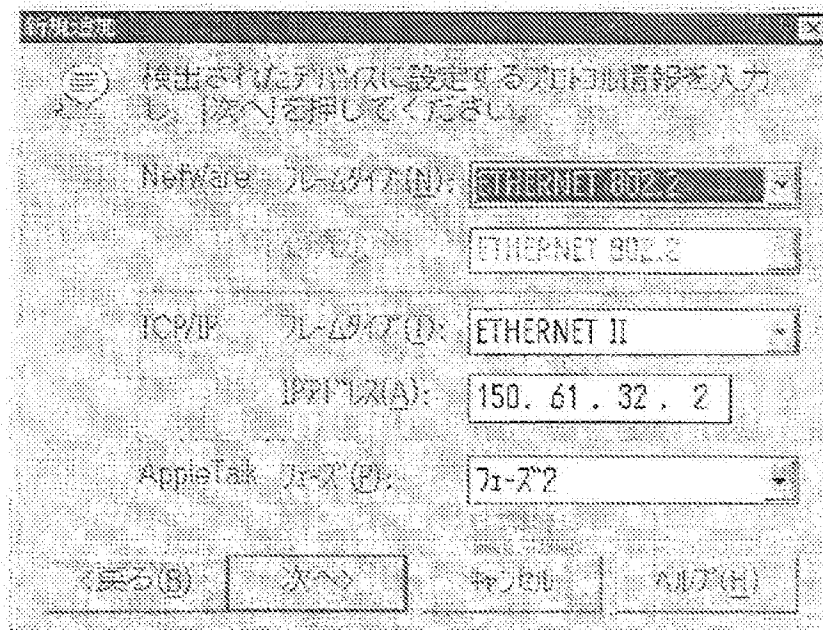 新規追加
検出されたデバイスに設定するプロトコル情報を入力
し、「次へ」を押してください。
NetWare フレームタイプ(N): ETHERNET 802.2
ETHERNET 802.2
TCP/IP フレームタイプ(I): ETHERNET II
IPアドレス(A): 150. 61 . 32 . 2
AppleTalk フェーズ(P): フェーズ2
<戻る(B) 次へ> キャンセル ヘルプ(H)